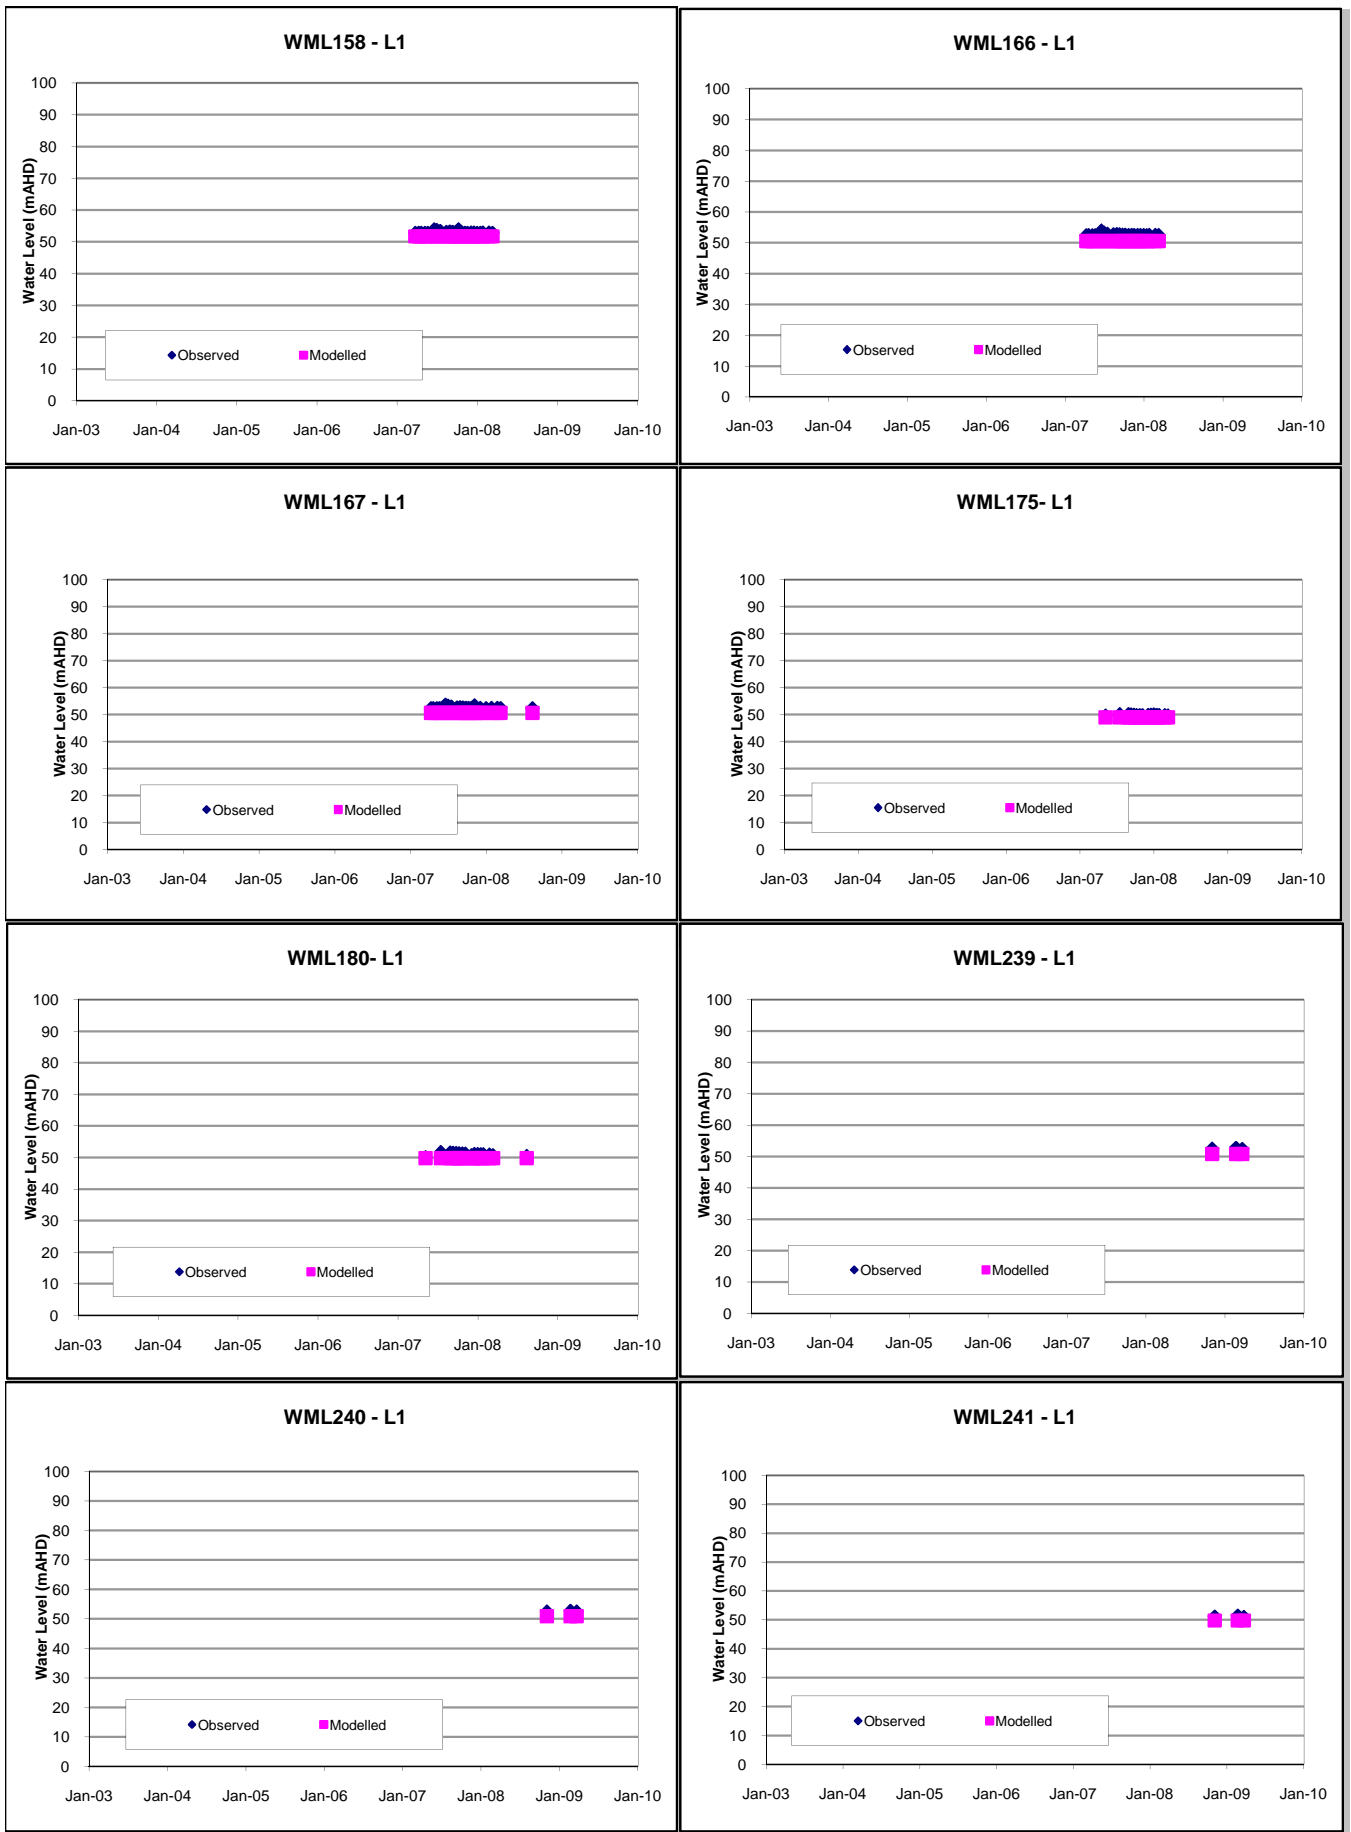 WML158 - L1
Water Level (mAHD)
100
90
80
70
60
50
40
30
20
10
0
Observed Modelled
Jan-03 Jan-04 Jan-05 Jan-06 Jan-07 Jan-08 Jan-09 Jan-10
WML166 - L1
Water Level (mAHD)
100
90
80
70
60
50
40
30
20
10
0
Observed Modelled
Jan-03 Jan-04 Jan-05 Jan-06 Jan-07 Jan-08 Jan-09 Jan-10
WML167 - L1
Water Level (mAHD)
100
90
80
70
60
50
40
30
20
10
0
Observed Modelled
Jan-03 Jan-04 Jan-05 Jan-06 Jan-07 Jan-08 Jan-09 Jan-10
WML175- L1
Water Level (mAHD)
100
90
80
70
60
50
40
30
20
10
0
Observed Modelled
Jan-03 Jan-04 Jan-05 Jan-06 Jan-07 Jan-08 Jan-09 Jan-10
WML180- L1
Water Level (mAHD)
100
90
80
70
60
50
40
30
20
10
0
Observed Modelled
Jan-03 Jan-04 Jan-05 Jan-06 Jan-07 Jan-08 Jan-09 Jan-10
WML239 - L1
Water Level (mAHD)
100
90
80
70
60
50
40
30
20
10
0
Observed Modelled
Jan-03 Jan-04 Jan-05 Jan-06 Jan-07 Jan-08 Jan-09 Jan-10
WML240 - L1
Water Level (mAHD)
100
90
80
70
60
50
40
30
20
10
0
Observed Modelled
Jan-03 Jan-04 Jan-05 Jan-06 Jan-07 Jan-08 Jan-09 Jan-10
WML241 - L1
Water Level (mAHD)
100
90
80
70
60
50
40
30
20
10
0
Observed Modelled
Jan-03 Jan-04 Jan-05 Jan-06 Jan-07 Jan-08 Jan-09 Jan-10